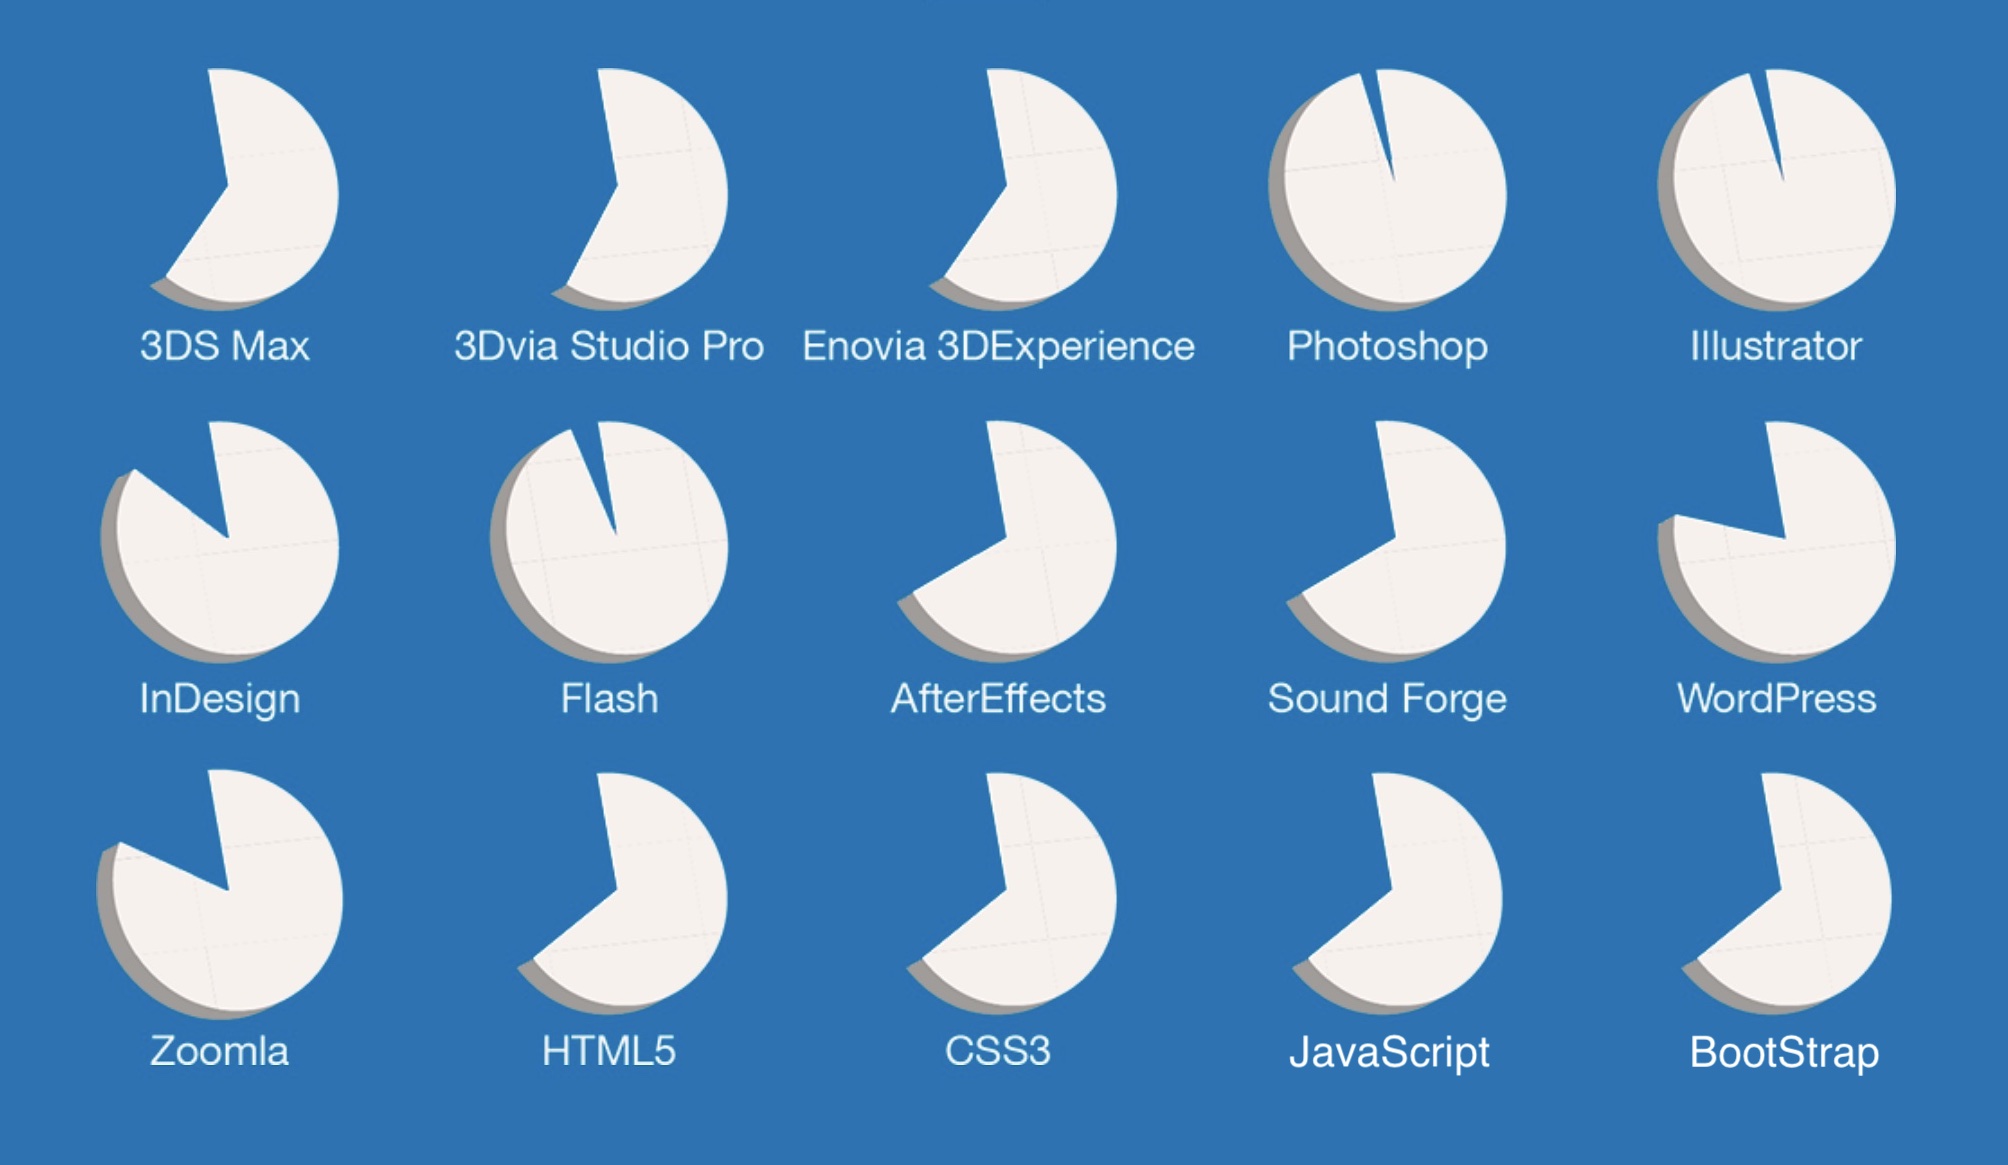 3DS Max
3Dvia Studio Pro
Enovia 3DExperience
Photoshop
Illustrator
InDesign
Flash
AfterEffects
Sound Forge
WordPress
Zoomla
HTML5
CSS3
JavaScript
BootStrap